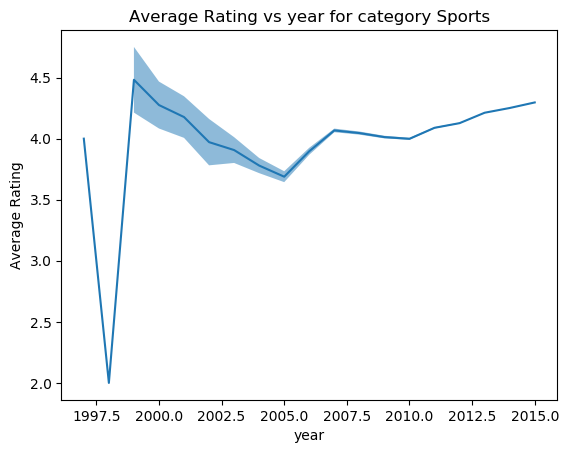 Average Rating vs year for category Sports
Average Rating
4.5
4.0
3.5
3.0
2.5
2.0
1997.5 2000.0 2002.5 2005.0 2007.5 2010.0 2012.5 2015.0
year